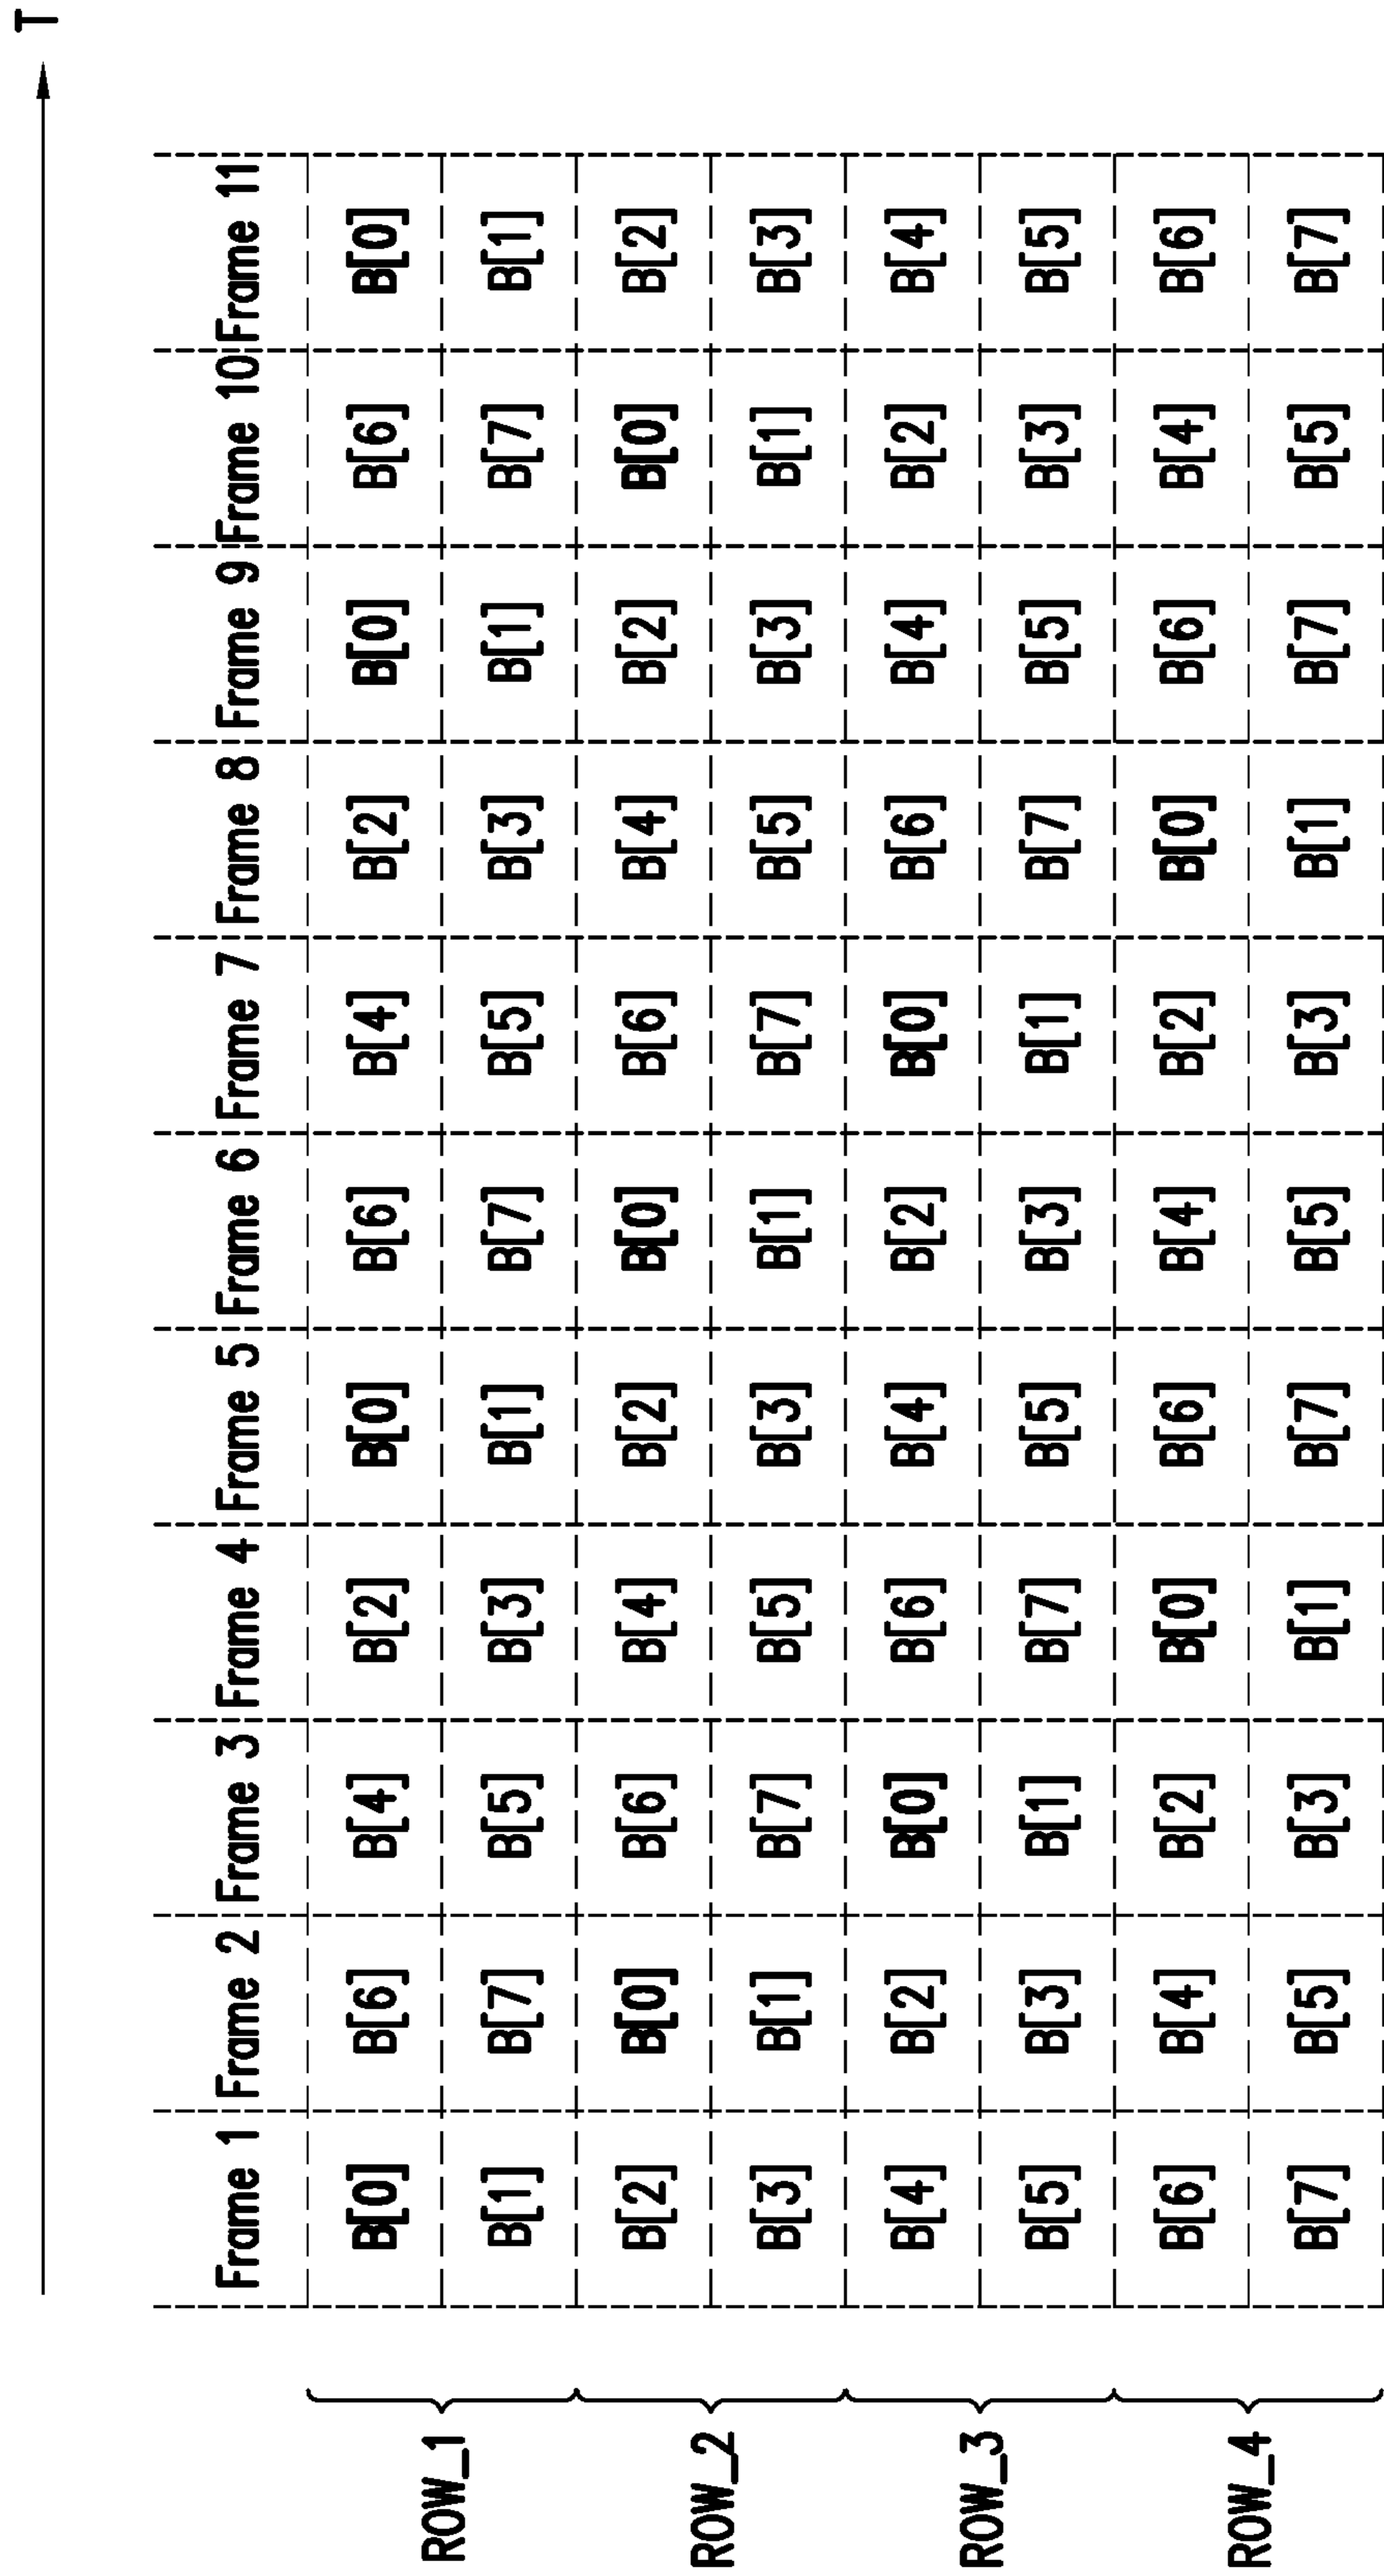 T
Frame 1 Frame 2 Frame 3 Frame 4 Frame 5 Frame 6 Frame 7 Frame 8 Frame 9 Frame 10 Frame 11
ROW_1
B[0] B[6] B[4] B[2] B[0] B[6] B[4] B[2] B[0] B[6] B[0]
B[1] B[7] B[5] B[3] B[1] B[7] B[5] B[3] B[1] B[7] B[1]
ROW_2
B[2] B[0] B[6] B[4] B[2] B[0] B[6] B[4] B[2] B[0] B[2]
B[3] B[1] B[7] B[5] B[3] B[1] B[7] B[5] B[3] B[1] B[3]
ROW_3
B[4] B[2] B[0] B[6] B[4] B[2] B[0] B[6] B[4] B[2] B[4]
B[5] B[3] B[1] B[7] B[5] B[3] B[1] B[7] B[5] B[3] B[5]
ROW_4
B[6] B[4] B[2] B[0] B[6] B[4] B[2] B[0] B[6] B[4] B[6]
B[7] B[5] B[3] B[1] B[7] B[5] B[3] B[1] B[7] B[5] B[7]